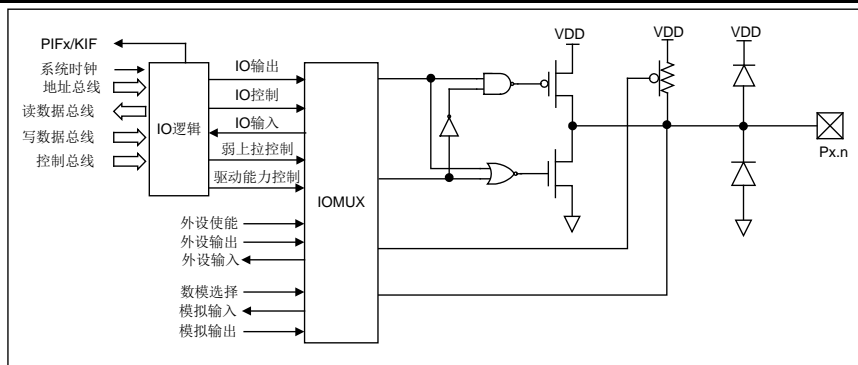 PIFx/KIF
系统时钟
地址总线
读数据总线
写数据总线
控制总线
IO逻辑
IO输出
IO控制
IO输入
弱上拉控制
驱动能力控制
外设使能
外设输出
外设输入
数模选择
模拟输入
模拟输出
IOMUX
VDD
VDD
VDD
Px.n